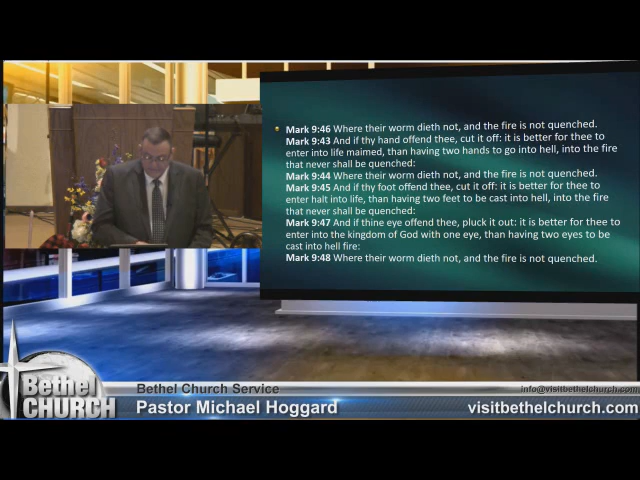 Mark 9:46 Where their worm dieth not, and the fire is not quenched.
Mark 9:43 And if thy hand offend thee, cut it off: it is better for thee to
enter into life maimed, than having two hands to go into hell, into the fire
that never shall be quenched:
Mark 9:44 Where their worm dieth not, and the fire is not quenched.
Mark 9:45 And if thy foot offend thee, cut it off: it is better for thee to
enter halt into life, than having two feet to be cast into hell, into the fire
that never shall be quenched:
Mark 9:47 And if thine eye offend thee, pluck it out: it is better for thee to
enter into the kingdom of God with one eye, than having two eyes to be
cast into hell fire:
Mark 9:48 Where their worm dieth not, and the fire is not quenched.
Bethel
CHURCH
Bethel Church Service
info@visitbethelchurch.com
Pastor Michael Hoggard
visitbethelchurch.com